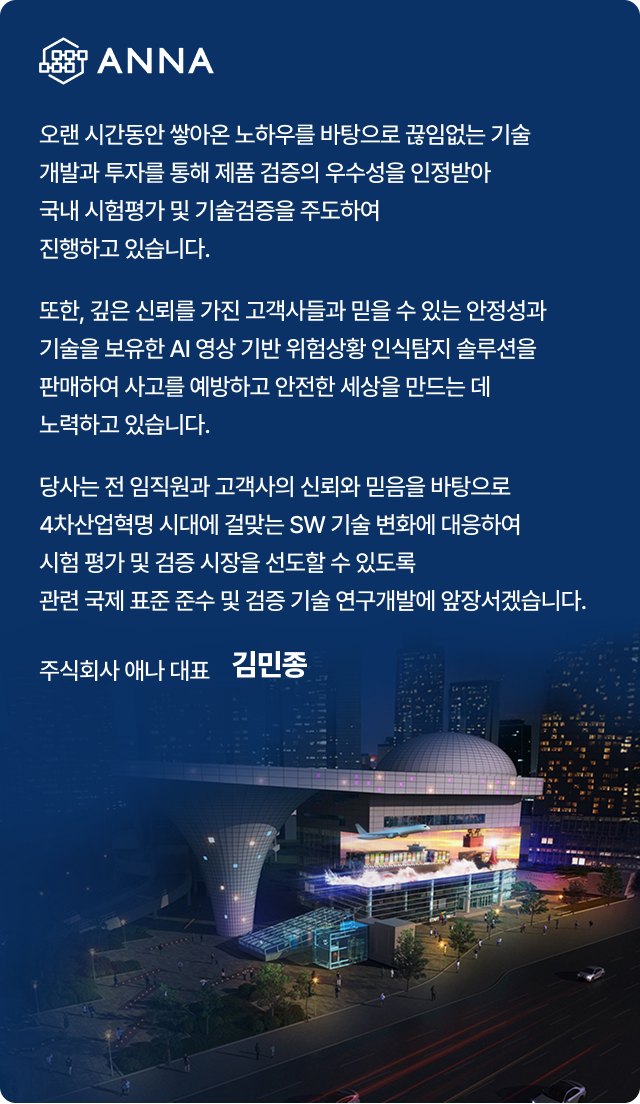 ANNA
오랜 시간동안 쌓아온 노하우를 바탕으로 끊임없는 기술
개발과 투자를 통해 제품 검증의 우수성을 인정받아
국내 시험평가 및 기술검증을 주도하여
진행하고 있습니다.
또한, 깊은 신뢰를 가진 고객사들과 믿을 수 있는 안정성과
기술을 보유한 AI 영상 기반 위험상황 인식탐지 솔루션을
판매하여 사고를 예방하고 안전한 세상을 만드는 데
노력하고 있습니다.
당사는 전 임직원과 고객사의 신뢰와 믿음을 바탕으로
4차산업혁명 시대에 걸맞는 SW 기술 변화에 대응하여
시험 평가 및 검증 시장을 선도할 수 있도록
관련 국제 표준 준수 및 검증 기술 연구개발에 앞장서겠습니다.
주식회사 애나 대표 김민종